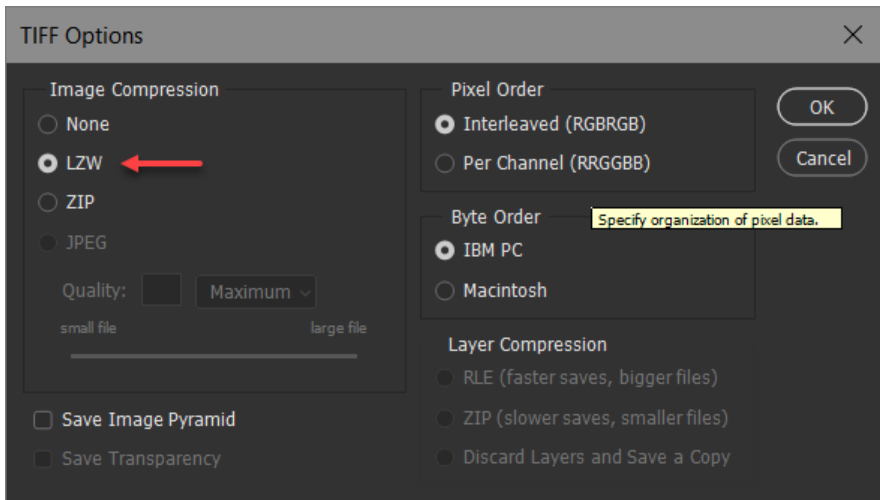 TIFF Options
Image Compression
None
LZW
ZIP
JPEG
Quality:
Maximum
small file
large file
Save Image Pyramid
Save Transparency
Pixel Order
Interleaved (RGBRGB)
Per Channel (RRGGBB)
Byte Order
Specify organization of pixel data.
IBM PC
Macintosh
Layer Compression
RLE (faster saves, bigger files)
ZIP (slower saves, smaller files)
Discard Layers and Save a Copy
OK
Cancel